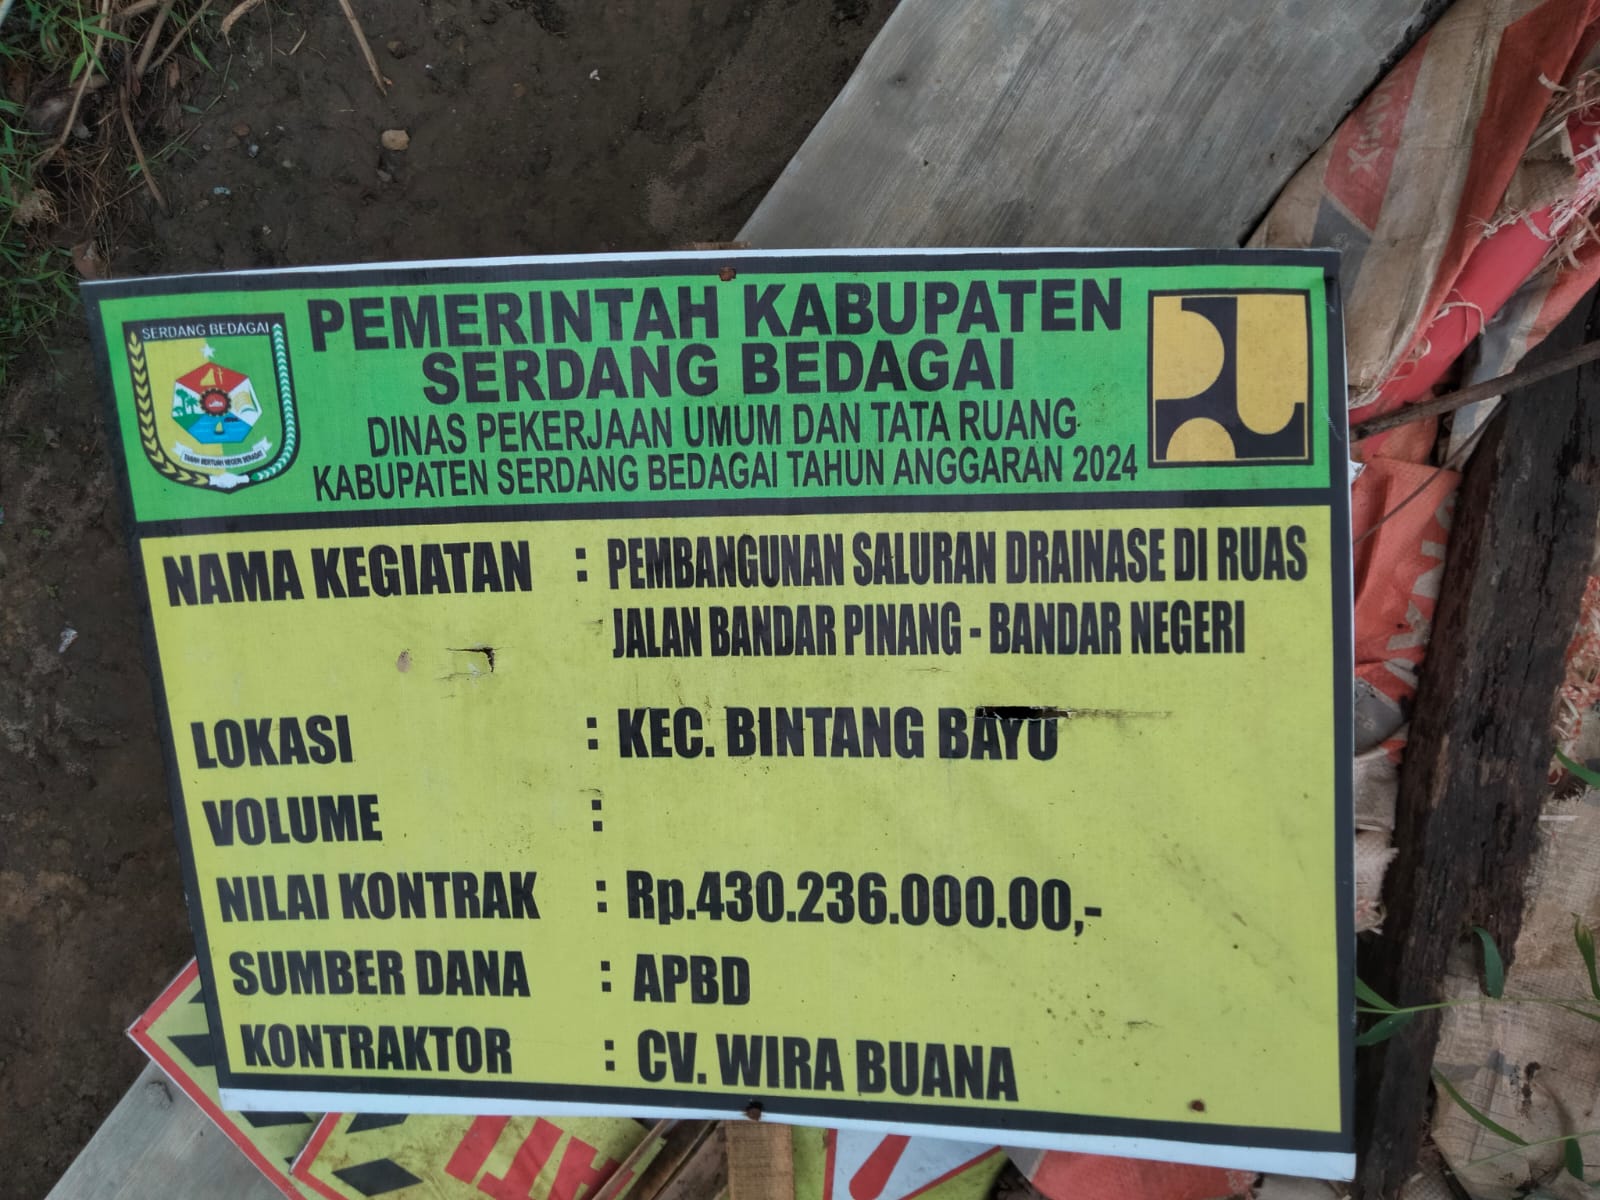 SERDANG BEDAGAI
PEMERINTAH KABUPATEN
SERDANG BEDAGAI
DINAS PEKERJAAN UMUM DAN TATA RUANG
KABUPATEN SERDANG BEDAGAI TAHUN ANGGARAN 2024
NAMA KEGIATAN : PEMBANGUNAN SALURAN DRAINASE DI RUAS
JALAN BANDAR PINANG - BANDAR NEGERI
LOKASI : KEC. BINTANG BAYU
VOLUME :
NILAI KONTRAK : Rp.430.236.000.00,-
SUMBER DANA : APBD
KONTRAKTOR : CV. WIRA BUANA